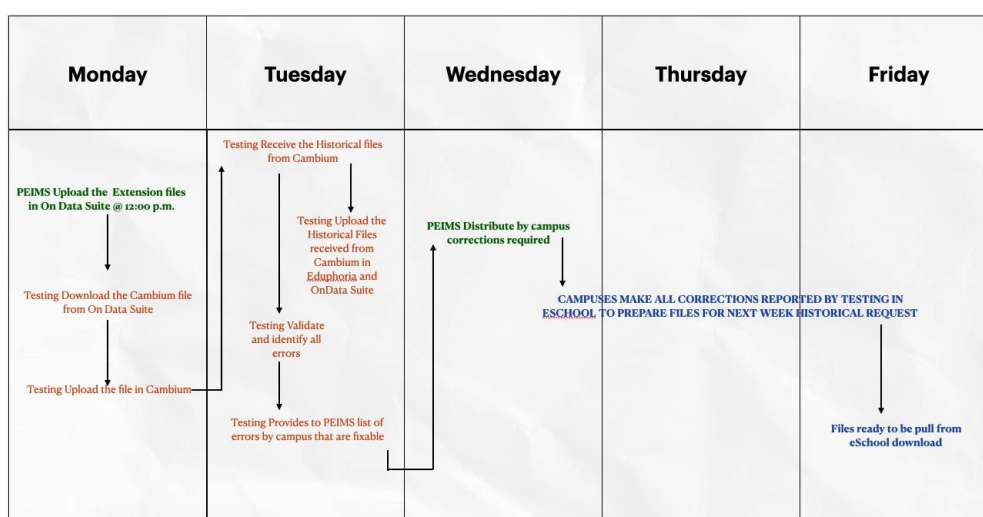 Monday
Tuesday
Wednesday
Thursday
Friday
PEIMS Upload the Extension files
in On Data Suite @ 12:00 p.m.
Testing Download the Cambium file
from On Data Suite
Testing Upload the file in Cambium
Testing Receive the Historical files
from Cambium
Testing Upload the
Historical Files
received from
Cambium in
Eduphoria and
OnData Suite
Testing Validate
and identify all
errors
Testing Provides to PEIMS list of
errors by campus that are fixable
PEIMS Distribute by campus
corrections required
CAMPUSES MAKE ALL CORRECTIONS REPORTED BY TESTING IN
ESCHOOL TO PREPARE FILES FOR NEXT WEEK HISTORICAL REQUEST
Files ready to be pull from
eSchool download